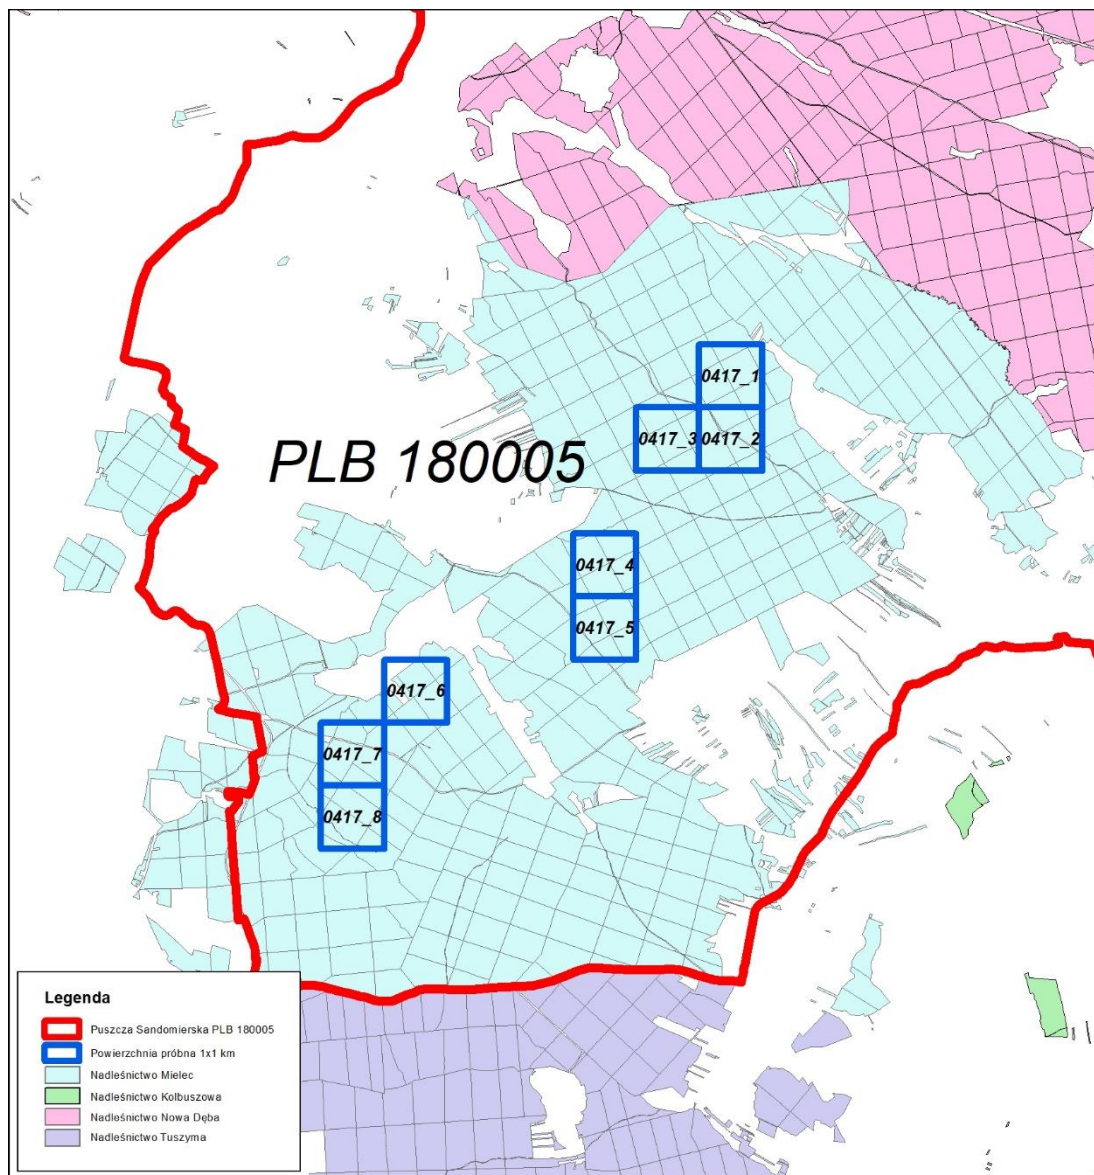 0417_1
0417_3 0417_2
PLB 180005
0417_4
0417_5
0417_6
0417_7
0417_8
Legenda
Puszcza Sandomierska PLB 180005
Powierzchnia próbna 1x1 km
Nadleśnictwo Mielec
Nadleśnictwo Kolbuszowa
Nadleśnictwo Nowa Dęba
Nadleśnictwo Tuszyma